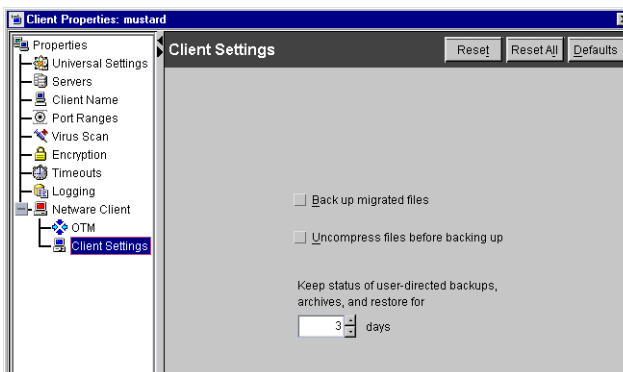 Client Properties: mustard
Properties
Universal Settings
Servers
Client Name
Port Ranges
Virus Scan
Encryption
Timeouts
Logging
Netware Client
OTM
Client Settings
Client Settings
Reset
Reset All
Defaults
Back up migrated files
Uncompress files before backing up
Keep status of user-directed backups,
archives, and restore for
3 days